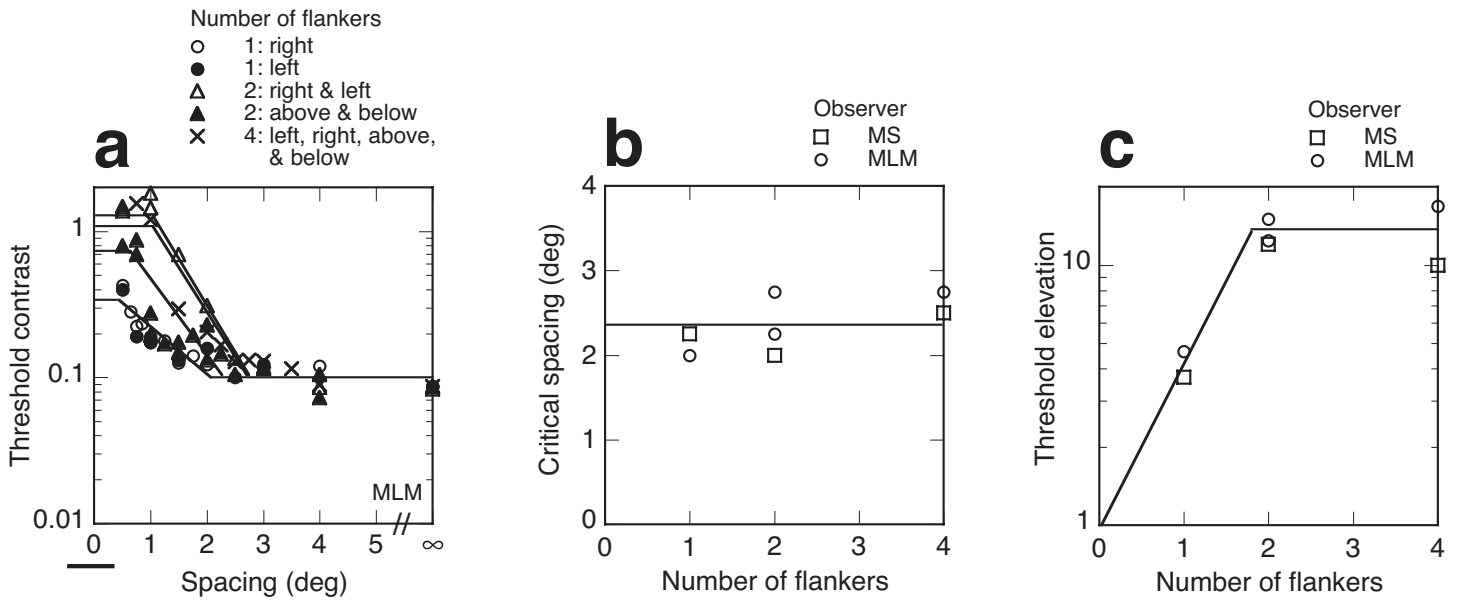 Number of flankers
1: right
1: left
2: right & left
2: above & below
4: left, right, above,
& below
a
Threshold contrast
1
0.1
0.01
MLM
0
1
2
3
4
5
∞
Spacing (deg)
b
Observer
MS
MLM
Critical spacing (deg)
4
3
2
1
0
0
1
2
3
4
Number of flankers
c
Observer
MS
MLM
Threshold elevation
10
1
0
1
2
3
4
Number of flankers